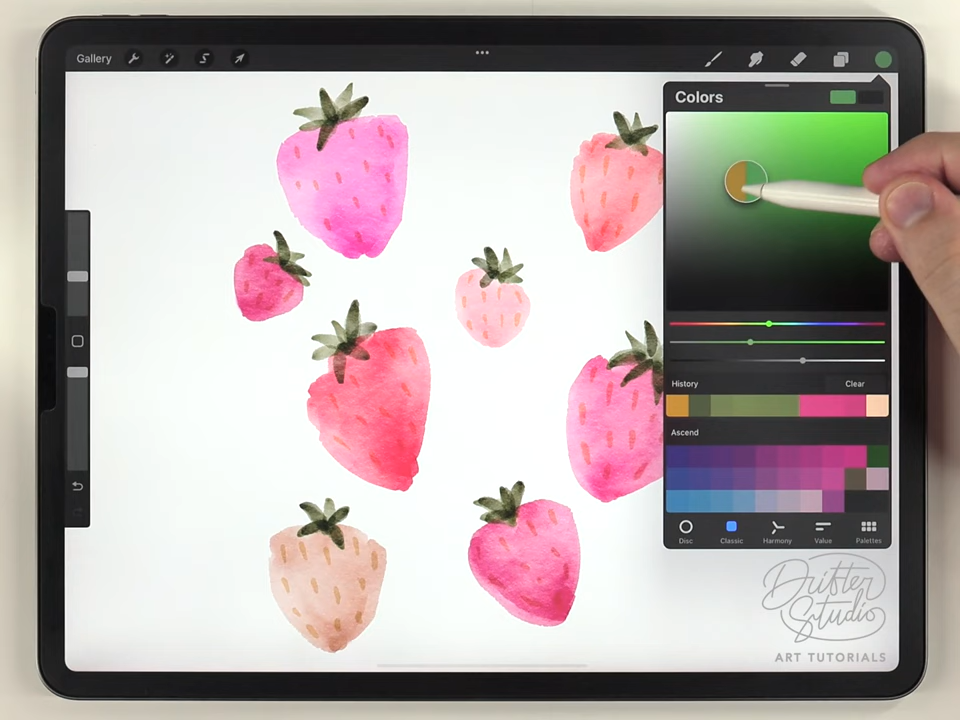 Gallery
Colors
History
Clear
Ascend
Disc
Classic
Harmony
Value
Palettes
Drifter
Studio
ART TUTORIALS